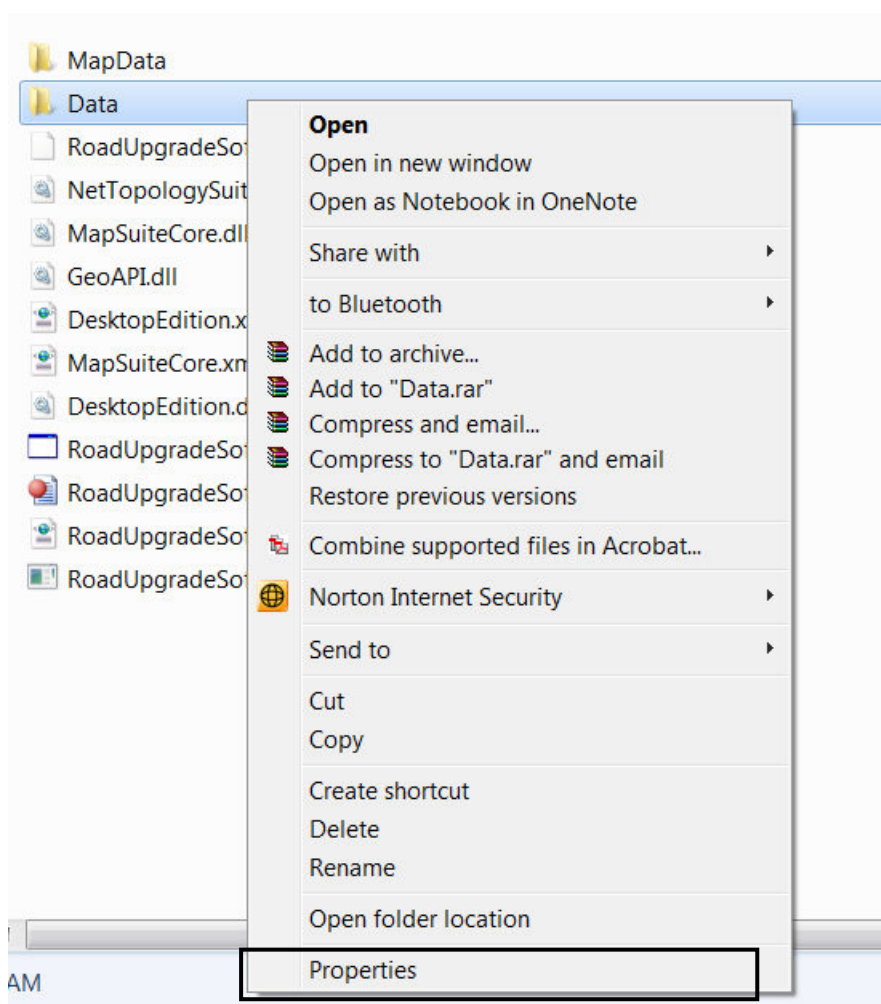 MapData
Data
RoadUpgradeSof
NetTopologySuit
MapSuiteCore.dll
GeoAPI.dll
DesktopEdition.x
MapSuiteCore.xm
DesktopEdition.d
RoadUpgradeSof
RoadUpgradeSof
RoadUpgradeSof
RoadUpgradeSof
Open
Open in new window
Open as Notebook in OneNote
Share with
to Bluetooth
Add to archive...
Add to "Data.rar"
Compress and email...
Compress to "Data.rar" and email
Restore previous versions
Combine supported files in Acrobat...
Norton Internet Security
Send to
Cut
Copy
Create shortcut
Delete
Rename
Open folder location
Properties
AM